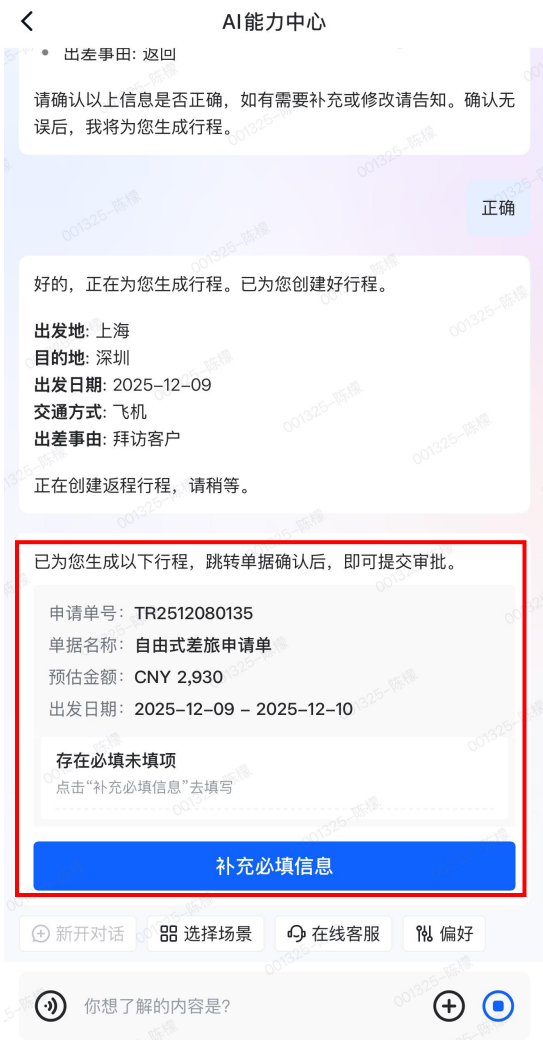 AI能力中心
• 出差事由: 返回
请确认以上信息是否正确，如有需要补充或修改请告知。确认无
误后，我将为您生成行程。
正确
好的，正在为您生成行程。已为您创建好行程。
出发地: 上海
目的地: 深圳
出发日期: 2025-12-09
交通方式: 飞机
出差事由: 拜访客户
正在创建返程行程，请稍等。
已为您生成以下行程，跳转单据确认后，即可提交审批。
申请单号: TR2512080135
单据名称: 自由式差旅申请单
预估金额: CNY 2,930
出发日期: 2025-12-09 - 2025-12-10
存在必填未填项
点击“补充必填信息”去填写
补充必填信息
新开对话 选择场景 在线客服 偏好
你想了解的内容是?
001325-陈檬